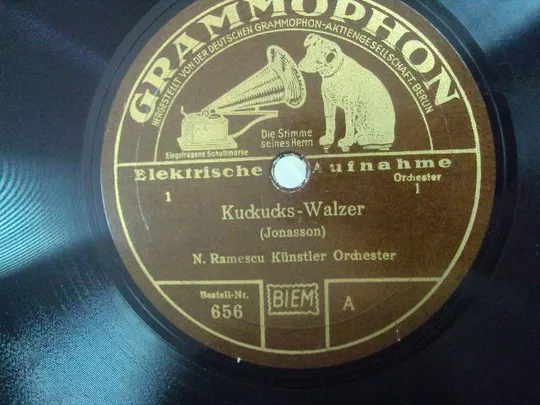 GRAMMOPHON
HERGESTELLT VON DER DEUTSCHEN GRAMMOPHON-AKTIENGESELLSCHAFT. BERLIN
Die Stimme
seines Herrn
Eingetragene Schutzmarke
Elektrische Aufnahme
1
Orchester
1
Kuckucks-Walzer
(Jonasson)
N. Ramescu Künstler Orchester
Bestell-Nr.
656
BIEM
A